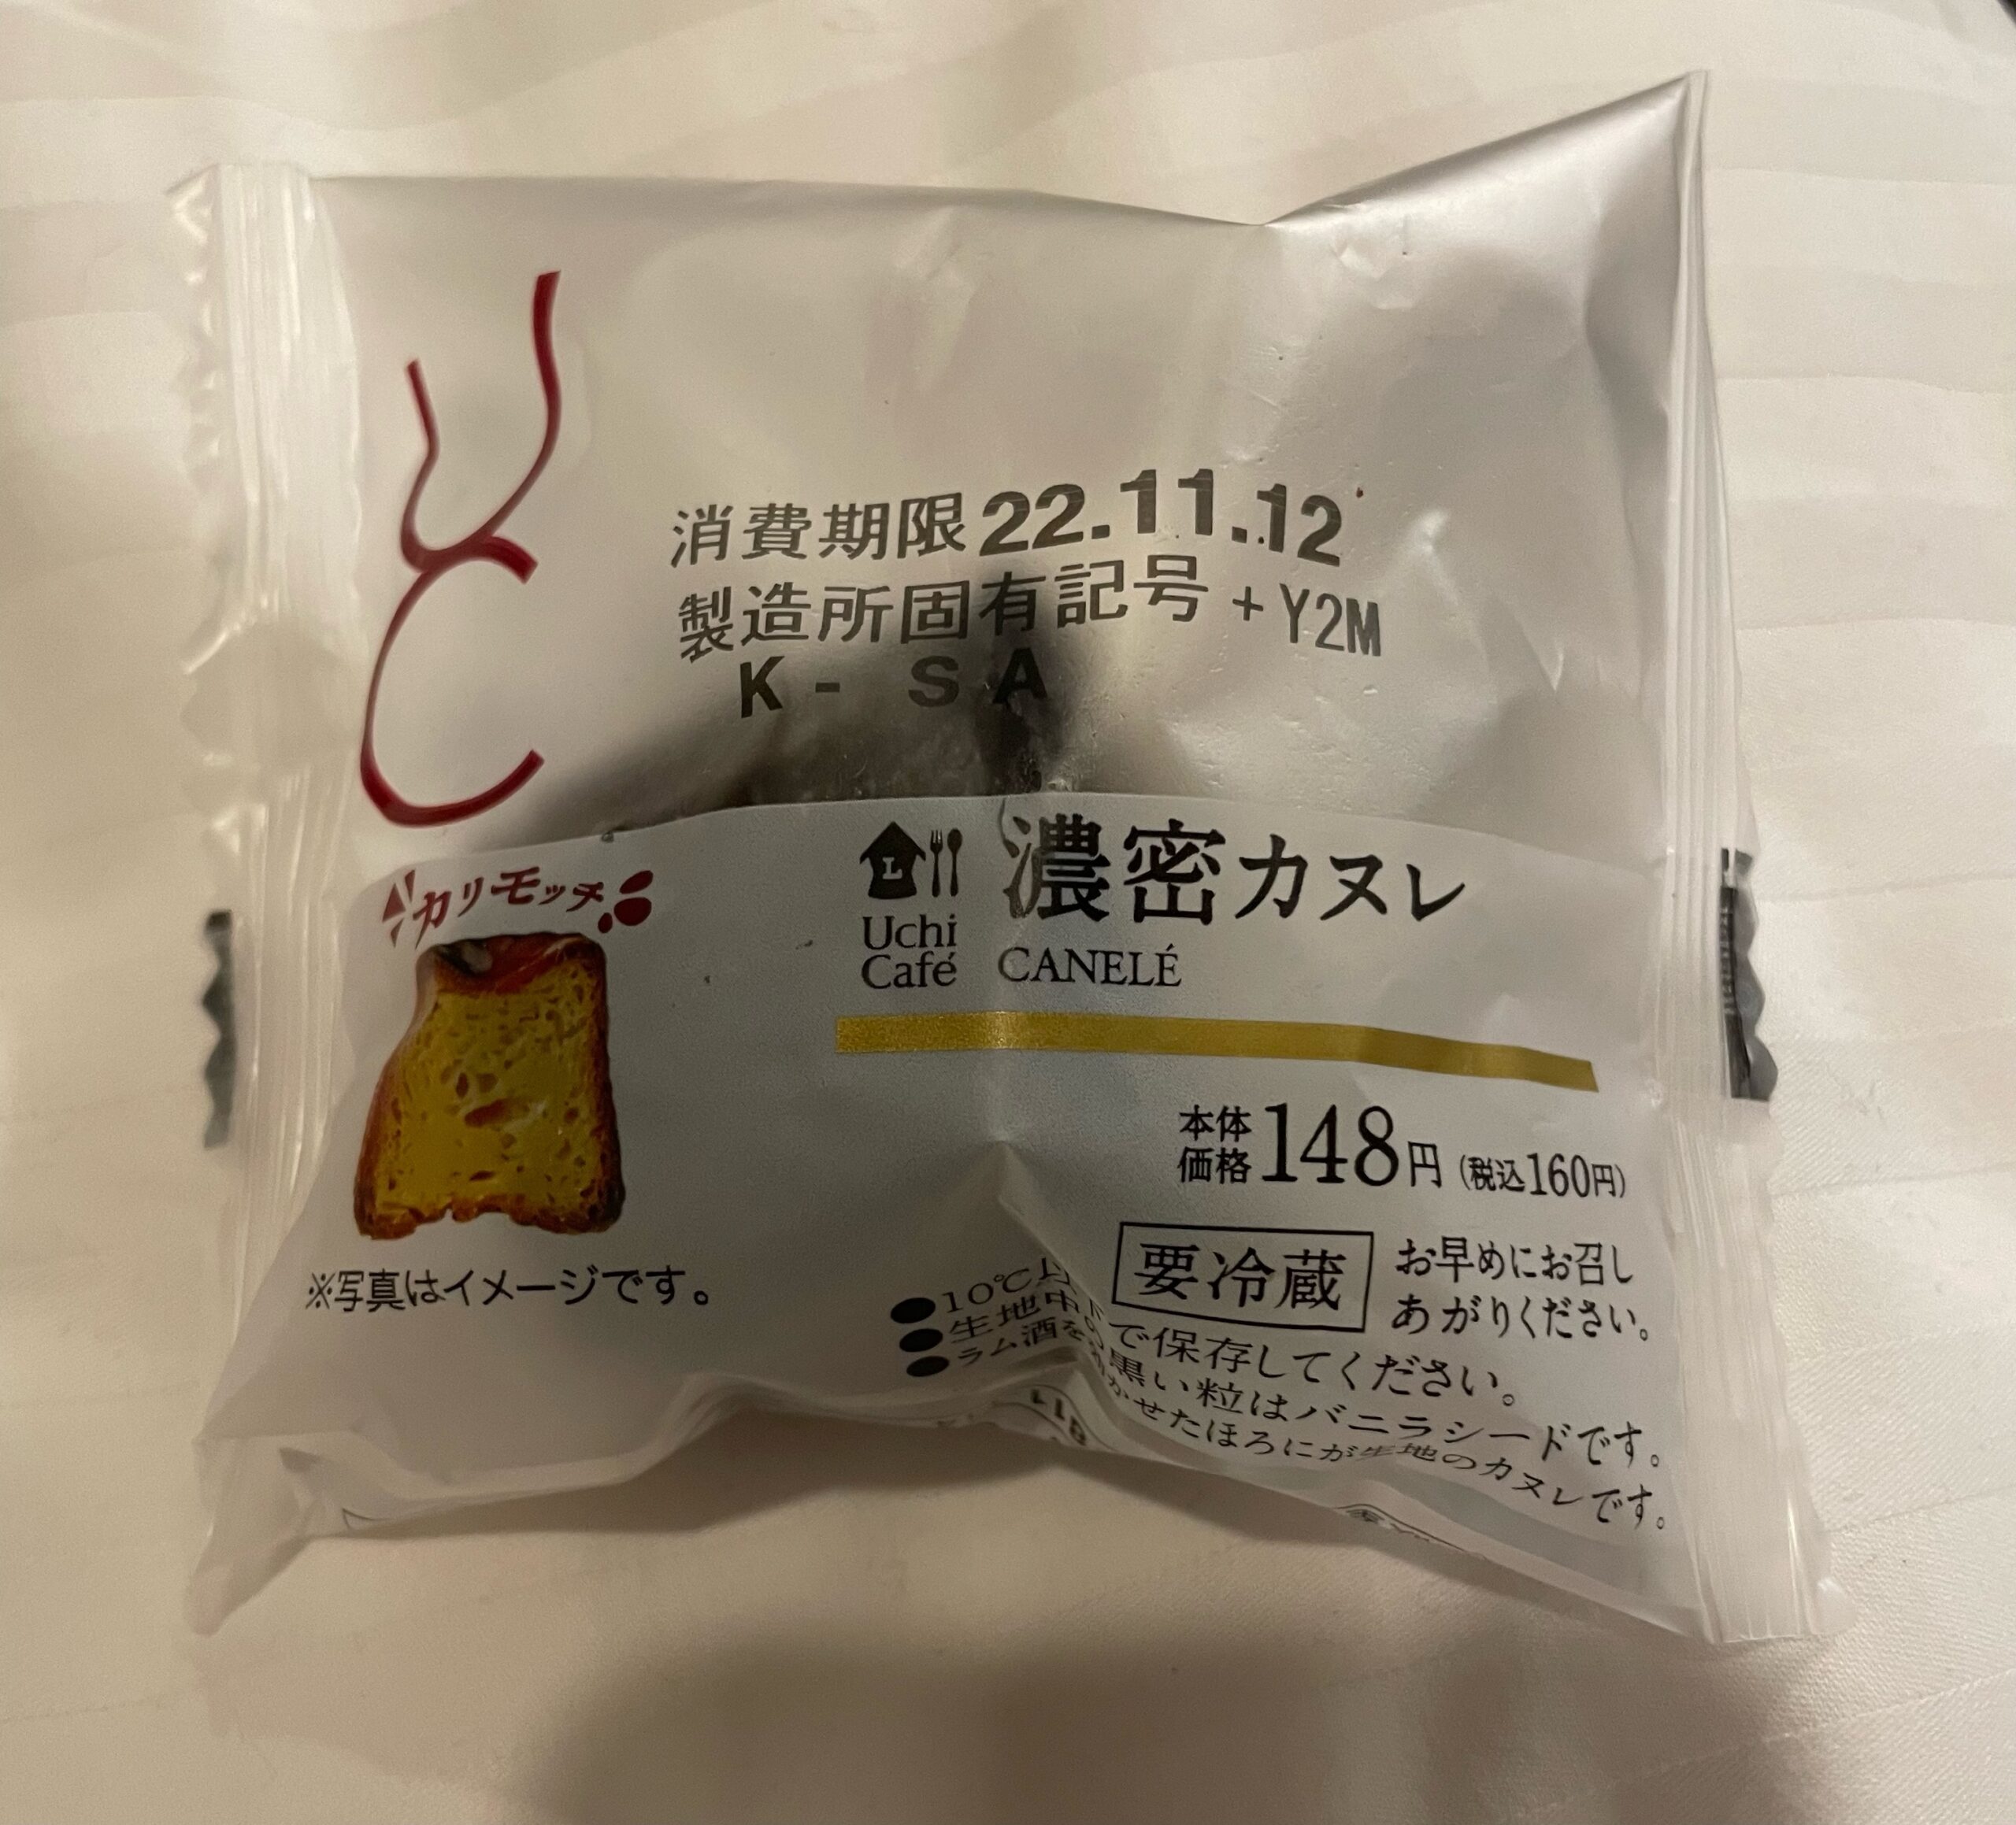 UC
消費期限22.11.12
製造所固有記号+Y2M
K - SA
カリモッチ
L
Uchi
Café
濃密カヌレ
CANELÉ
本体
価格148円(税込160円)
※写真はイメージです。
要冷蔵
お早めにお召し
あがりください。
●10℃以下で保存してください。
●生地中の黒い粒はバニラシードです。
●ラム酒を効かせたほろにが生地のカヌレです。